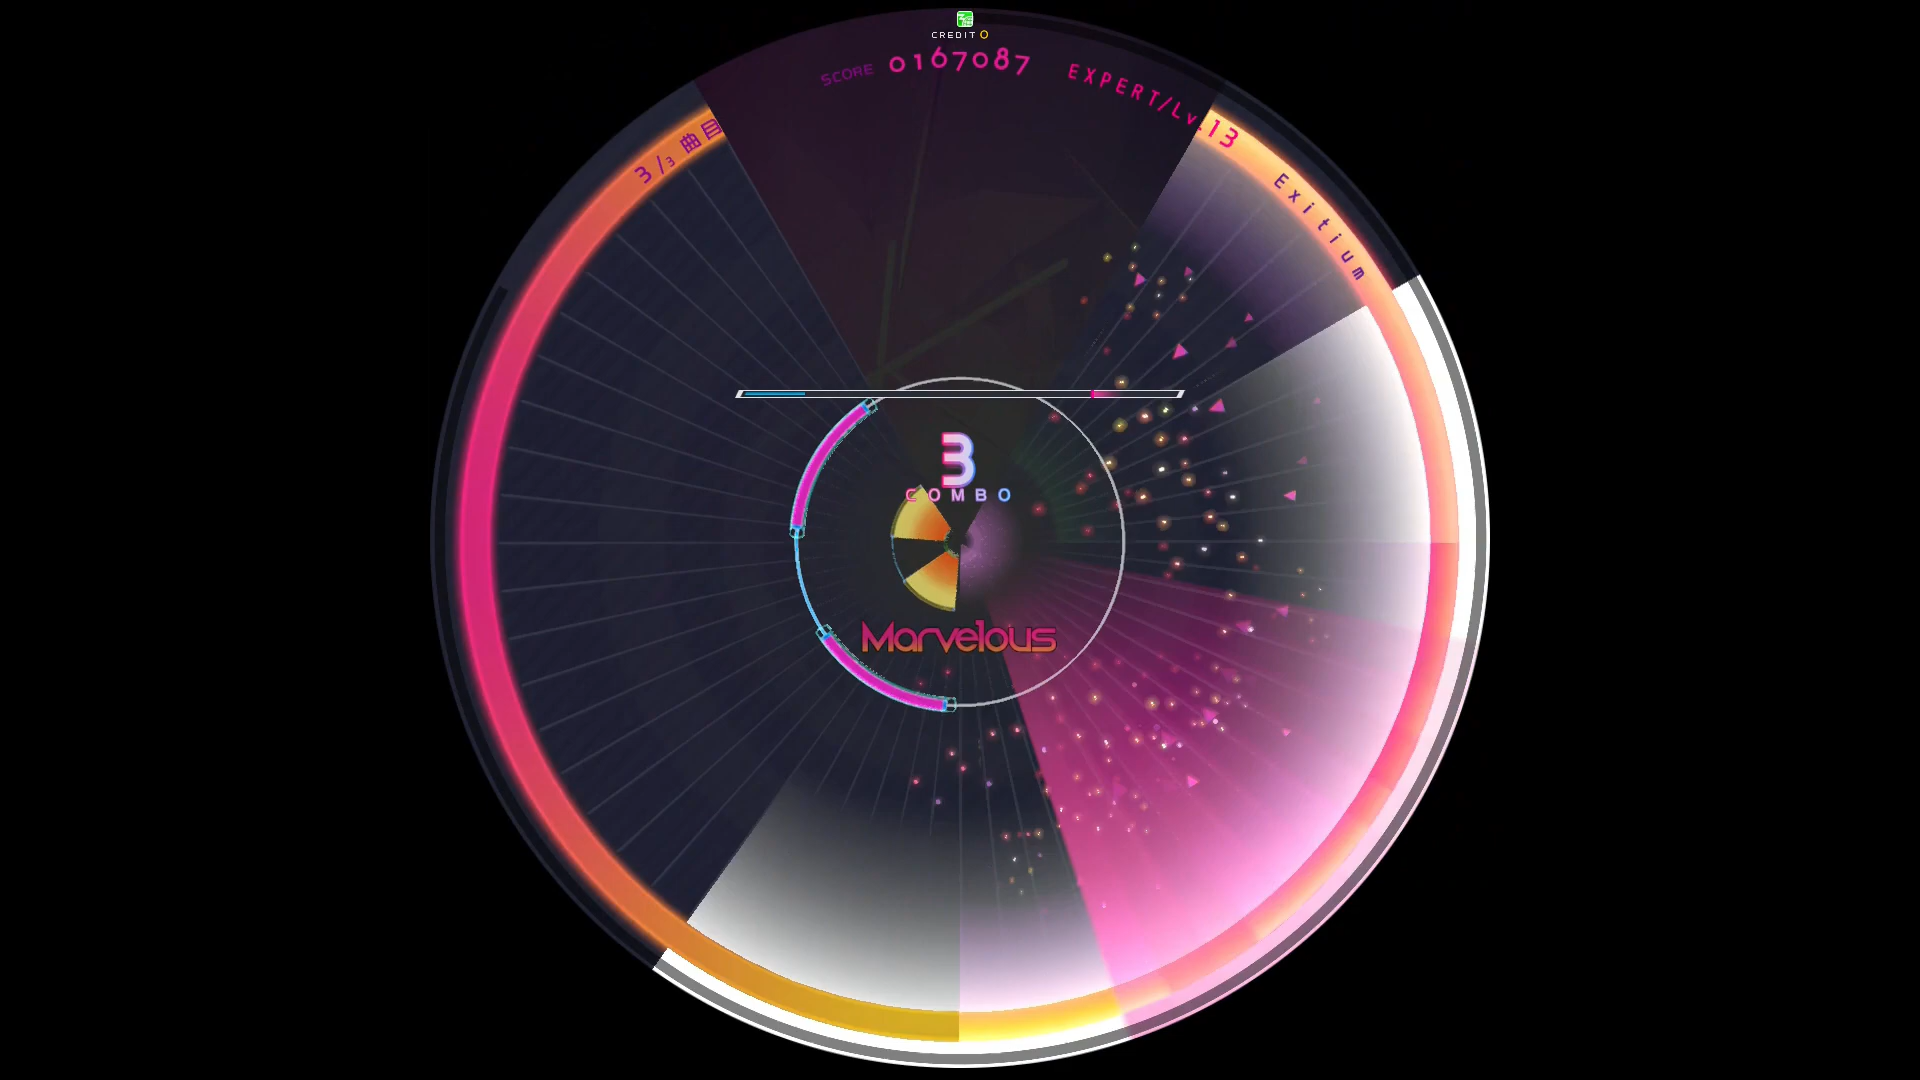 CREDIT 0
SCORE 0167087
EXPERT/Lv.13
3/3 曲目
Exitium
3
COMBO
Marvelous